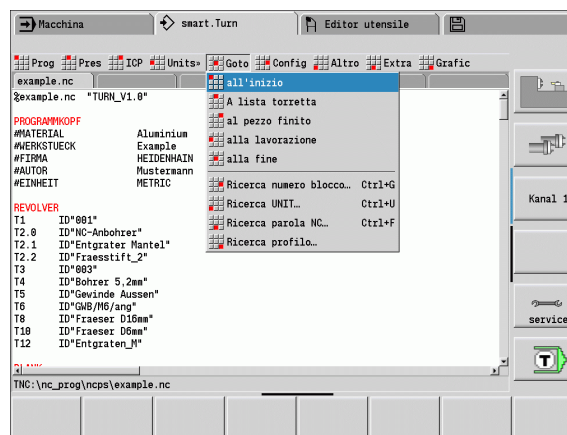 Macchina smart.Turn Editor utensile
Prog Pres ICP Units» Goto Config Altro Extra Grafic
example.nc
%example.nc "TURN_V1.0"
all'inizio
A lista torretta
al pezzo finito
alla lavorazione
alla fine
Ricerca numero blocco... Ctrl+G
Ricerca UNIT... Ctrl+U
Ricerca parola NC... Ctrl+F
Ricerca profilo...
PROGRAMMKOPF
#MATERIAL Aluminium
#WERKSTUECK Example
#FIRMA HEIDENHAIN
#AUTOR Mustermann
#EINHEIT METRIC
REVOLVER
T1 ID"001"
T2.0 ID"NC-Anbohrer"
T2.1 ID"Entgrater Mantel"
T2.2 ID"Fraesstift_2"
T3 ID"003"
T4 ID"Bohrer 5,2mm"
T5 ID"Gewinde Aussen"
T6 ID"GWB/M6/ang"
T8 ID"Fraeser D16mm"
T10 ID"Fraeser D6mm"
T12 ID"Entgraten_M"
TNC:\nc_prog\ncps\example.nc
Kanal 1
service
T